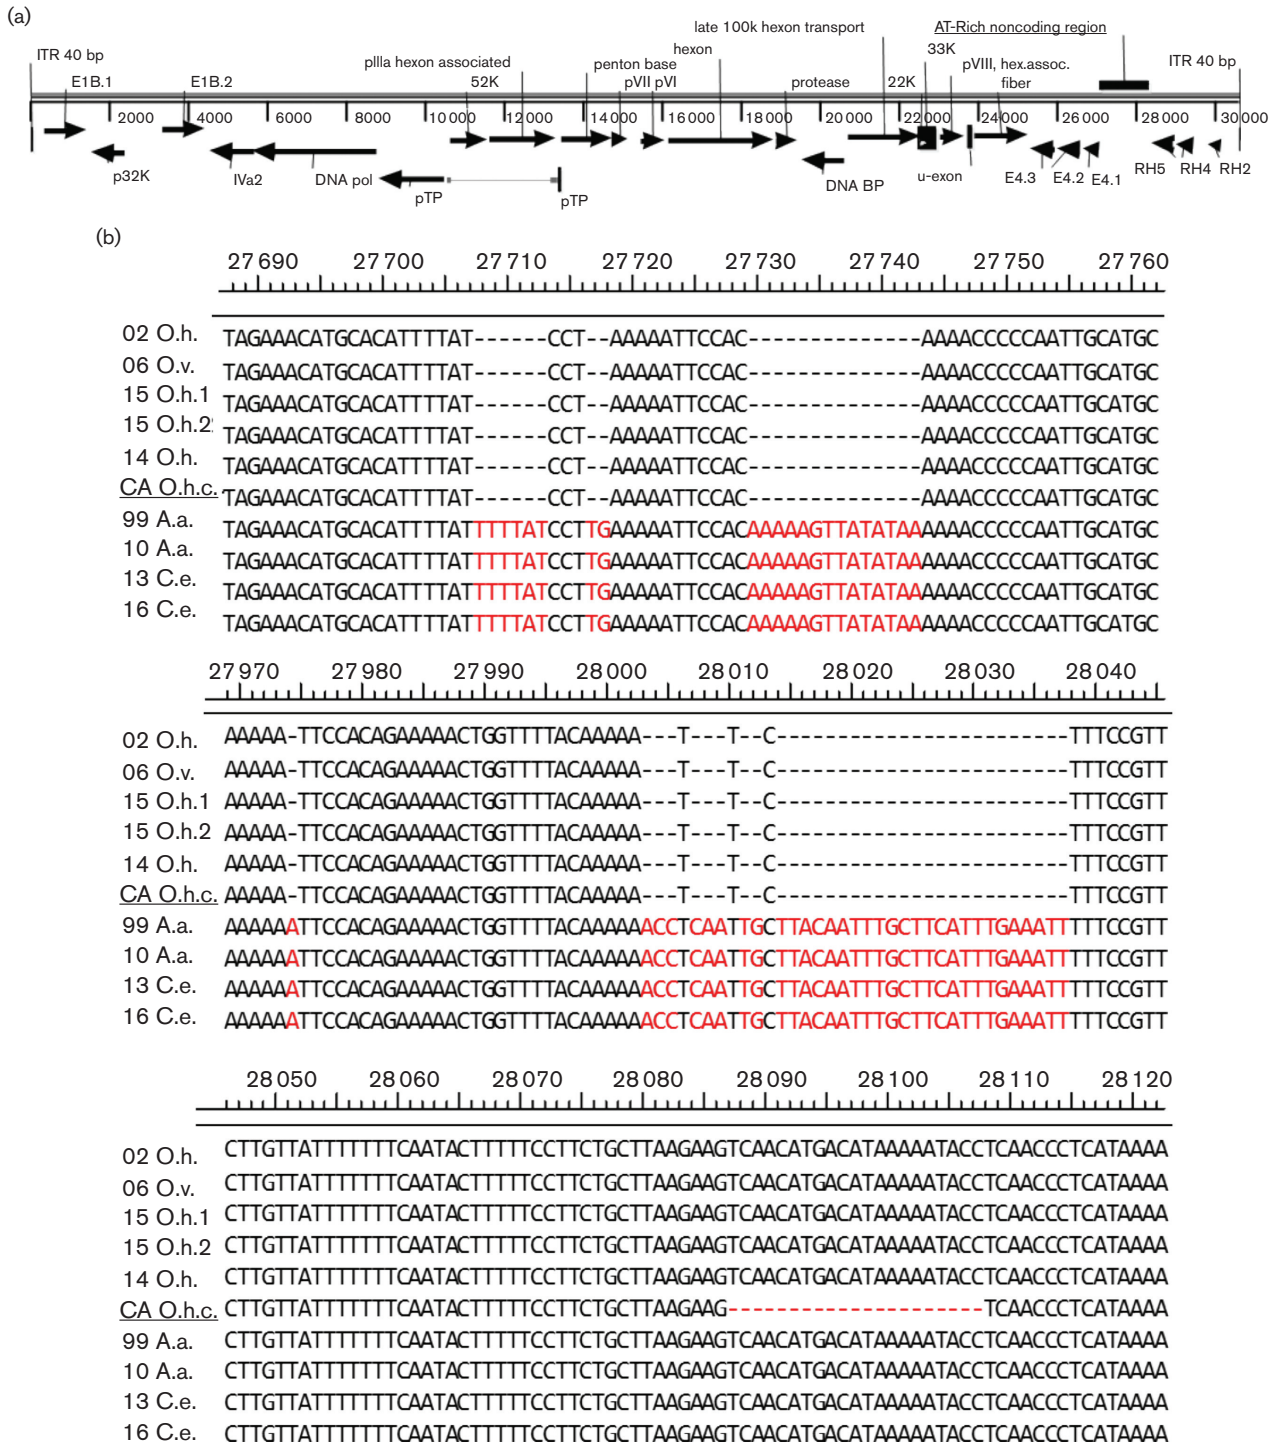 (a)
late 100k hexon transport
AT-Rich noncoding region
ITR 40 bp
hexon
33K
plIIa hexon associated
penton base
pVIII, hex.assoc.
ITR 40 bp
E1B.1
E1B.2
52K
pVII pVI
protease
22K
fiber
2000 4000 6000 8000 10 000 12 000 14 000 16 000 18 000 20 000 22 000 24 000 26 000 28 000 30 000
p32K
IVa2
DNA pol
pTP
pTP
DNA BP
u-exon
E4.3
E4.2
E4.1
RH5
RH4
RH2
(b)
27 690 27 700 27 710 27 720 27 730 27 740 27 750 27 760
02 O.h. TAGAAACATGCACATTTTAT------CCT--AAAAATTCCAC--------------AAAACCCCCAATTGCATGC
06 O.v. TAGAAACATGCACATTTTAT------CCT--AAAAATTCCAC--------------AAAACCCCCAATTGCATGC
15 O.h.1 TAGAAACATGCACATTTTAT------CCT--AAAAATTCCAC--------------AAAACCCCCAATTGCATGC
15 O.h.2 TAGAAACATGCACATTTTAT------CCT--AAAAATTCCAC--------------AAAACCCCCAATTGCATGC
14 O.h. TAGAAACATGCACATTTTAT------CCT--AAAAATTCCAC--------------AAAACCCCCAATTGCATGC
CA O.h.c. TAGAAACATGCACATTTTAT------CCT--AAAAATTCCAC--------------AAAACCCCCAATTGCATGC
99 A.a. TAGAAACATGCACATTTTATTTTTATCCTTGAAAAATTCCACAAAAAGTTATATAAAAAACCCCCAATTGCATGC
10 A.a. TAGAAACATGCACATTTTATTTTTATCCTTGAAAAATTCCACAAAAAGTTATATAAAAAACCCCCAATTGCATGC
13 C.e. TAGAAACATGCACATTTTATTTTTATCCTTGAAAAATTCCACAAAAAGTTATATAAAAAACCCCCAATTGCATGC
16 C.e. TAGAAACATGCACATTTTATTTTTATCCTTGAAAAATTCCACAAAAAGTTATATAAAAAACCCCCAATTGCATGC
27 970 27 980 27 990 28 000 28 010 28 020 28 030 28 040
02 O.h. AAAAA-TTCCACAGAAAAACTGGTTTTACAAAAA---T---T--C------------------------TTTCCGTT
06 O.v. AAAAA-TTCCACAGAAAAACTGGTTTTACAAAAA---T---T--C------------------------TTTCCGTT
15 O.h.1 AAAAA-TTCCACAGAAAAACTGGTTTTACAAAAA---T---T--C------------------------TTTCCGTT
15 O.h.2 AAAAA-TTCCACAGAAAAACTGGTTTTACAAAAA---T---T--C------------------------TTTCCGTT
14 O.h. AAAAA-TTCCACAGAAAAACTGGTTTTACAAAAA---T---T--C------------------------TTTCCGTT
CA O.h.c. AAAAA-TTCCACAGAAAAACTGGTTTTACAAAAA---T---T--C------------------------TTTCCGTT
99 A.a. AAAAAATTCCACAGAAAAACTGGTTTTACAAAAAACCTCAATTGCTTACAATTTGCTTCATTTGAAATTTTTCCGTT
10 A.a. AAAAAATTCCACAGAAAAACTGGTTTTACAAAAAACCTCAATTGCTTACAATTTGCTTCATTTGAAATTTTTCCGTT
13 C.e. AAAAAATTCCACAGAAAAACTGGTTTTACAAAAAACCTCAATTGCTTACAATTTGCTTCATTTGAAATTTTTCCGTT
16 C.e. AAAAAATTCCACAGAAAAACTGGTTTTACAAAAAACCTCAATTGCTTACAATTTGCTTCATTTGAAATTTTTCCGTT
28 050 28 060 28 070 28 080 28 090 28 100 28 110 28 120
02 O.h. CTTGTTATTTTTTTCAATACTTTTTCCTTCTGCTTAAGAAGTCAACATGACATAAAAATACCTCAACCCTCATAAAA
06 O.v. CTTGTTATTTTTTTCAATACTTTTTCCTTCTGCTTAAGAAGTCAACATGACATAAAAATACCTCAACCCTCATAAAA
15 O.h.1 CTTGTTATTTTTTTCAATACTTTTTCCTTCTGCTTAAGAAGTCAACATGACATAAAAATACCTCAACCCTCATAAAA
15 O.h.2 CTTGTTATTTTTTTCAATACTTTTTCCTTCTGCTTAAGAAGTCAACATGACATAAAAATACCTCAACCCTCATAAAA
14 O.h. CTTGTTATTTTTTTCAATACTTTTTCCTTCTGCTTAAGAAGTCAACATGACATAAAAATACCTCAACCCTCATAAAA
CA O.h.c. CTTGTTATTTTTTTCAATACTTTTTCCTTCTGCTTAAGAAG---------------------TCAACCCTCATAAAA
99 A.a. CTTGTTATTTTTTTCAATACTTTTTCCTTCTGCTTAAGAAGTCAACATGACATAAAAATACCTCAACCCTCATAAAA
10 A.a. CTTGTTATTTTTTTCAATACTTTTTCCTTCTGCTTAAGAAGTCAACATGACATAAAAATACCTCAACCCTCATAAAA
13 C.e. CTTGTTATTTTTTTCAATACTTTTTCCTTCTGCTTAAGAAGTCAACATGACATAAAAATACCTCAACCCTCATAAAA
16 C.e. CTTGTTATTTTTTTCAATACTTTTTCCTTCTGCTTAAGAAGTCAACATGACATAAAAATACCTCAACCCTCATAAAA